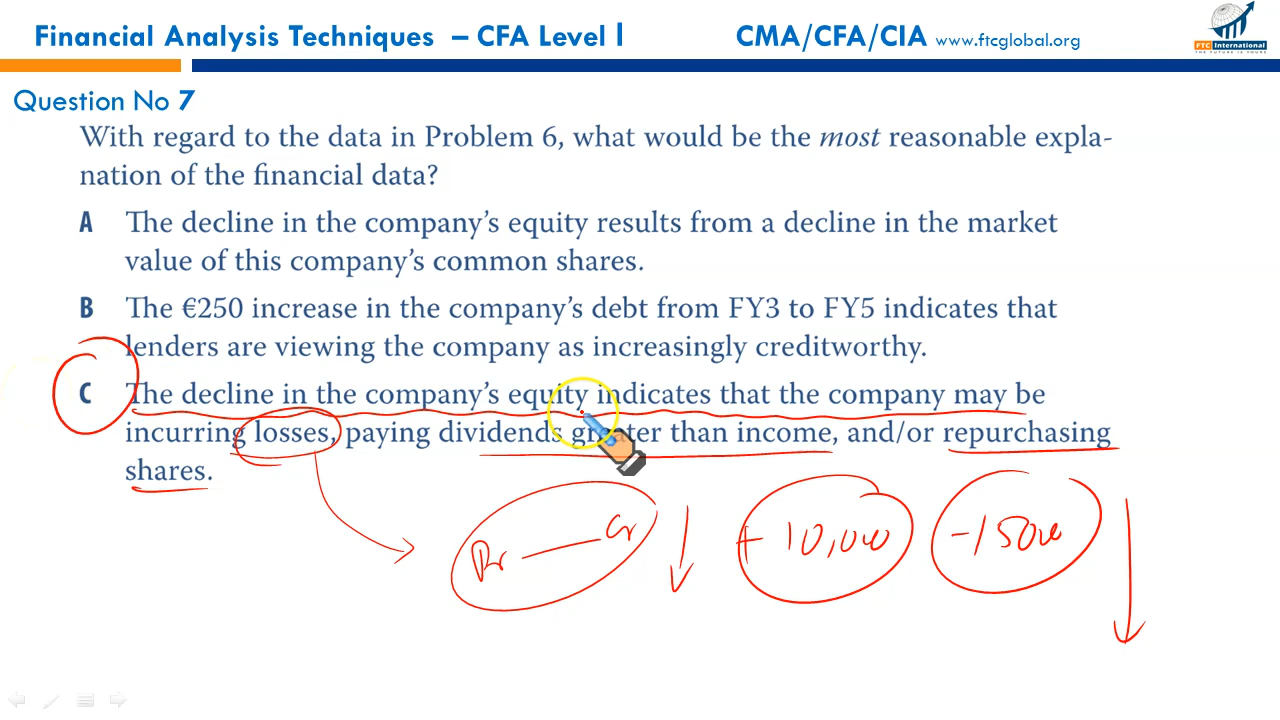 Financial Analysis Techniques – CFA Level I
CMA/CFA/CIA www.ftcglobal.org
FTC International
THE FUTURE IS YOURS
Question No 7
With regard to the data in Problem 6, what would be the most reasonable expla-
nation of the financial data?
A The decline in the company's equity results from a decline in the market
value of this company's common shares.
B The €250 increase in the company's debt from FY3 to FY5 indicates that
lenders are viewing the company as increasingly creditworthy.
C The decline in the company's equity indicates that the company may be
incurring losses, paying dividends greater than income, and/or repurchasing
shares.
Cr
+ 10,000